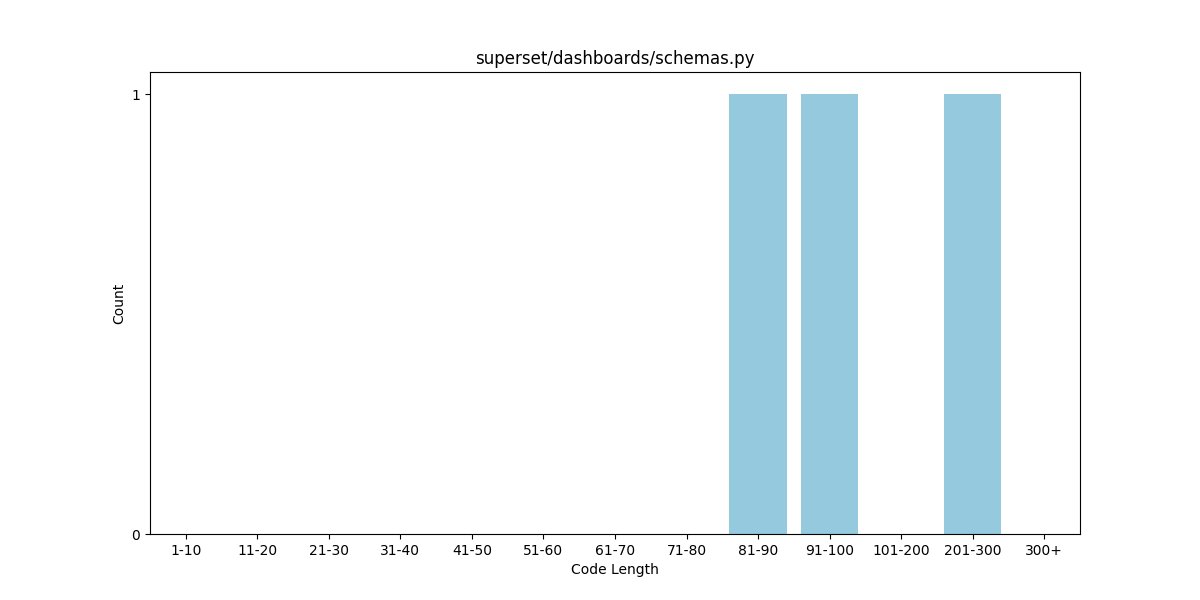 superset/dashboards/schemas.py
1
Count
0
1-10 11-20 21-30 31-40 41-50 51-60 61-70 71-80 81-90 91-100 101-200 201-300 300+
Code Length